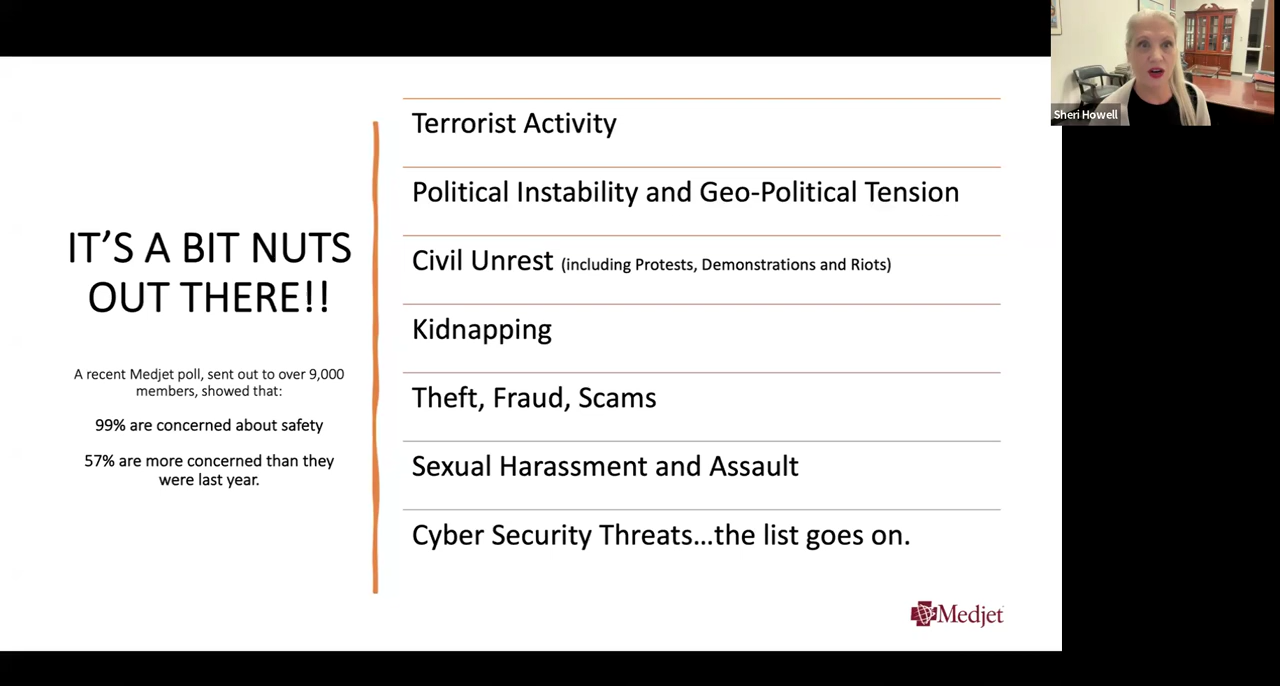 IT'S A BIT NUTS
OUT THERE!!
A recent Medjet poll, sent out to over 9,000
members, showed that:
99% are concerned about safety
57% are more concerned than they
were last year.
Terrorist Activity
Political Instability and Geo-Political Tension
Civil Unrest (including Protests, Demonstrations and Riots)
Kidnapping
Theft, Fraud, Scams
Sexual Harassment and Assault
Cyber Security Threats...the list goes on.
Medjet
Sheri Howell